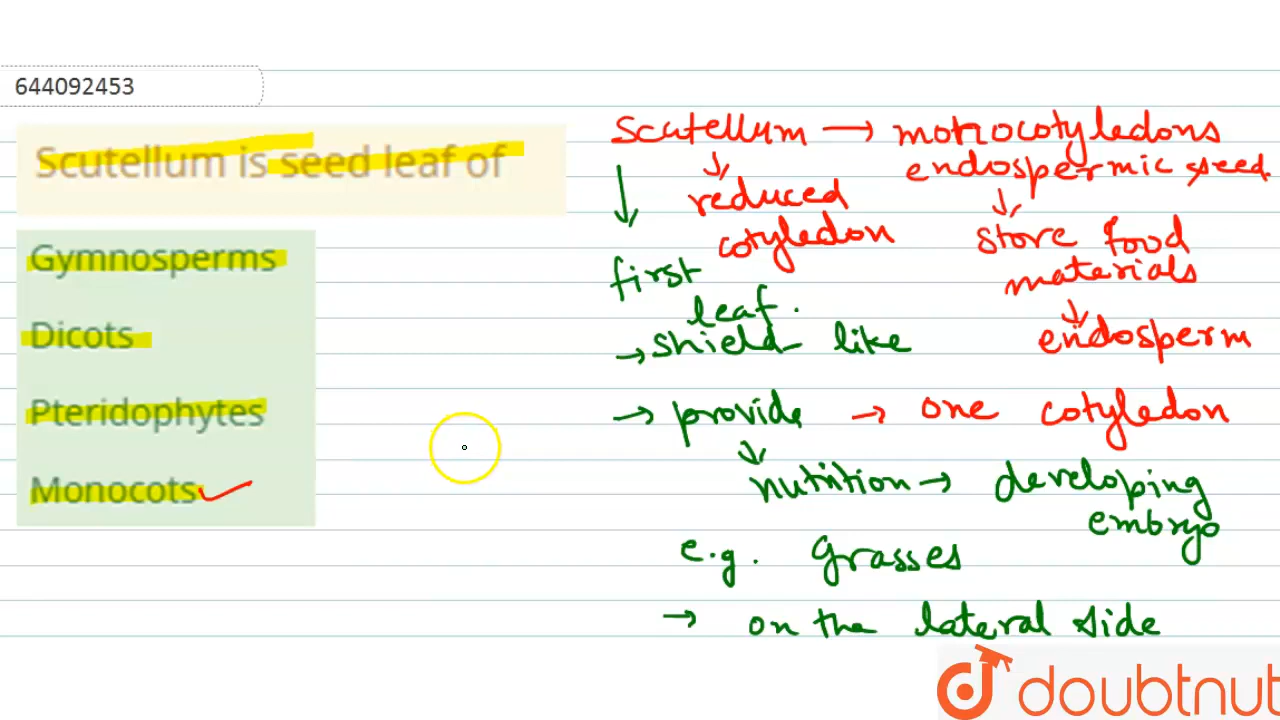 644092453
Scutellum is seed leaf of
Gymnosperms
Dicots
Pteridophytes
Monocots
Scutellum → monocotyledons
endospermic seed.
reduced
cotyledon
store food
materials
endosperm
first
leaf.
→ shield like
→ provide → one cotyledon
nutrition → developing
embryo
e.g. Grasses
→ on the lateral side
doubtnut